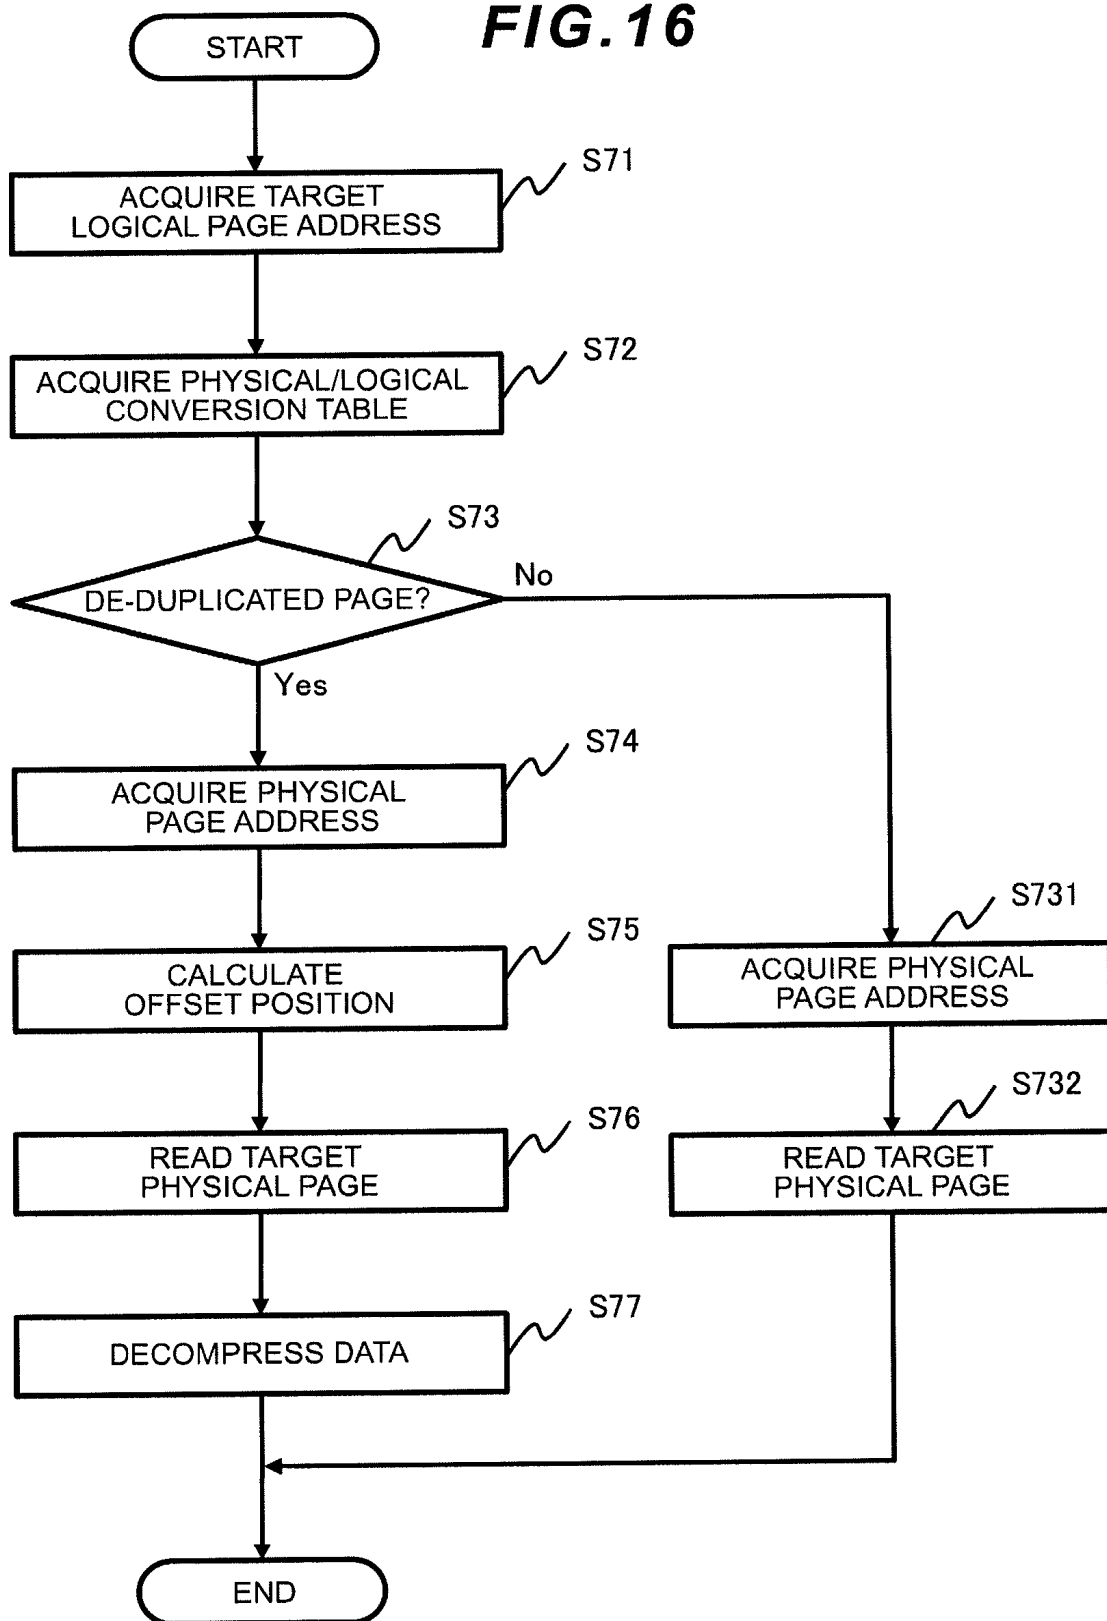 FIG.16
START
S71
ACQUIRE TARGET
LOGICAL PAGE ADDRESS
S72
ACQUIRE PHYSICAL/LOGICAL
CONVERSION TABLE
S73
DE-DUPLICATED PAGE?
No
Yes
S74
ACQUIRE PHYSICAL
PAGE ADDRESS
S75
CALCULATE
OFFSET POSITION
S76
READ TARGET
PHYSICAL PAGE
S77
DECOMPRESS DATA
S731
ACQUIRE PHYSICAL
PAGE ADDRESS
S732
READ TARGET
PHYSICAL PAGE
END